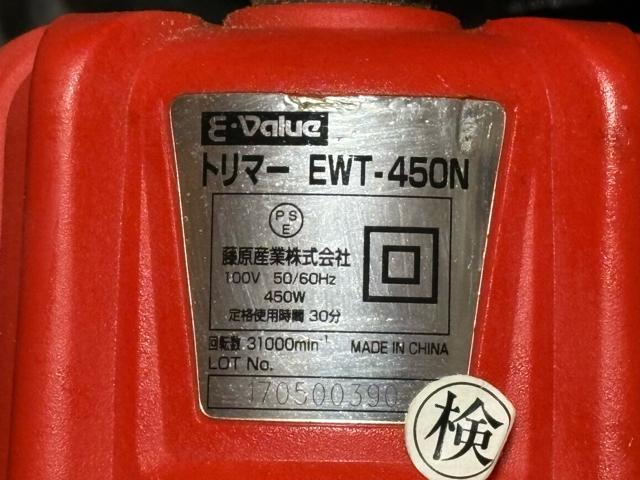 E·Value
トリマー EWT-450N
PS
E
藤原産業株式会社
100V 50/60Hz
450W
定格使用時間 30分
回転数 31000min⁻¹ MADE IN CHINA
LOT No.
170500390
検